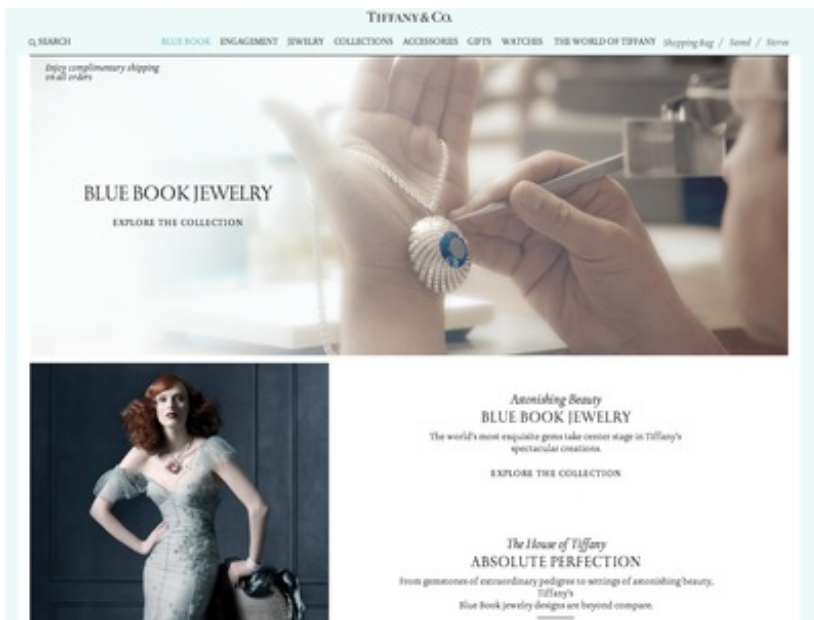 TIFFANY & CO.
SEARCH
BLUE BOOK ENGAGEMENT JEWELRY COLLECTIONS ACCESSORIES GIFTS WATCHES THE WORLD OF TIFFANY Shopping Bag / Saved / Stores
Enjoy complimentary shipping
on all orders
BLUE BOOK JEWELRY
EXPLORE THE COLLECTION
Astonishing Beauty
BLUE BOOK JEWELRY
The world's most exquisite gems take center stage in Tiffany's
spectacular creations.
EXPLORE THE COLLECTION
The House of Tiffany
ABSOLUTE PERFECTION
From gemstones of extraordinary pedigree to settings of astonishing beauty,
Tiffany's
Blue Book jewelry designs are beyond compare.